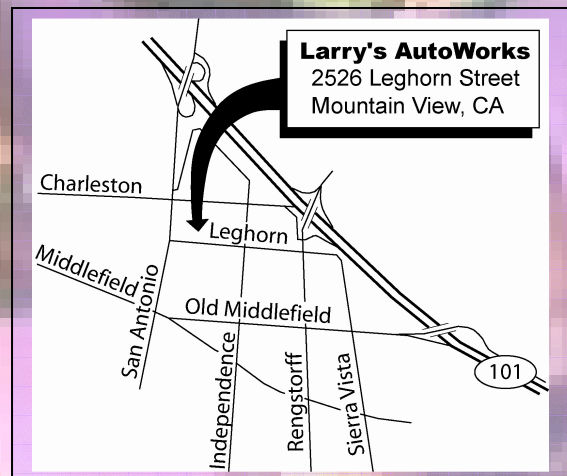 Larry's AutoWorks
2526 Leghorn Street
Mountain View, CA
Charleston
Leghorn
Middlefield
San Antonio
Old Middlefield
Independence
Rengstorff
Sierra Vista
101